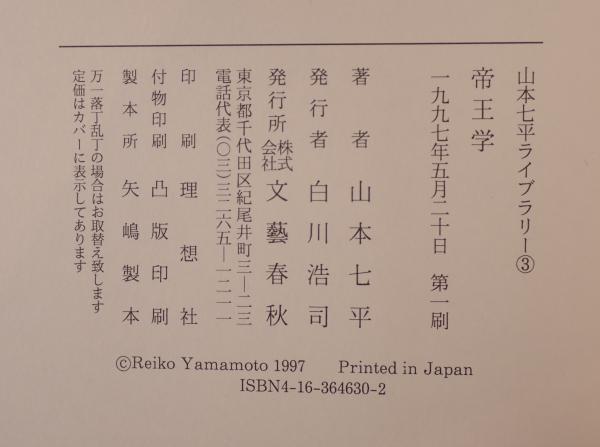 山本七平ライブラリー③
帝王学
一九九七年五月二十日 第一刷
著者 山本七平
発行者 白川浩司
発行所 株式会社 文藝春秋
東京都千代田区紀尾井町三―二三
電話代表(〇三)三二六五―一二一一
印刷 理想社
付物印刷 凸版印刷
製本所 矢嶋製本
万一落丁乱丁の場合はお取替え致します
定価はカバーに表示してあります
©Reiko Yamamoto 1997 Printed in Japan
ISBN4-16-364630-2